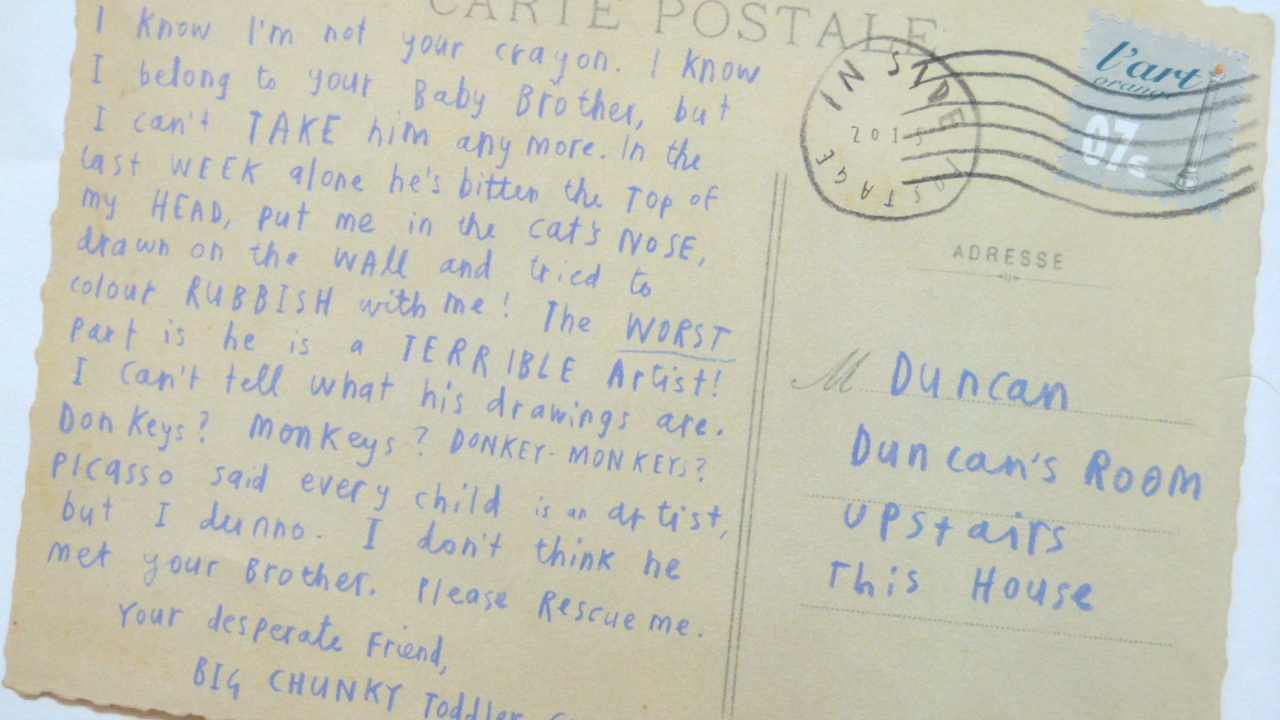 CARTE POSTALE
I know I'm not your crayon. I know
I belong to your Baby Brother, but
I can't TAKE him any more. In the
last WEEK alone he's bitten the TOP of
my HEAD, put me in the cat's NOSE,
drawn on the WALL and tried to
colour RUBBISH with me! The WORST
part is he is a TERRIBLE Artist!
I can't tell what his drawings are.
Donkeys? Monkeys? DONKEY-MONKEYS?
Picasso said every child is an artist,
but I dunno. I don't think he
met your Brother. Please Rescue me.
Your desperate Friend,
BIG CHUNKY Toddler
l'art
orange
07c
2015
POSTAGE
ADRESSE
M Duncan
Duncan's Room
upstairs
This House